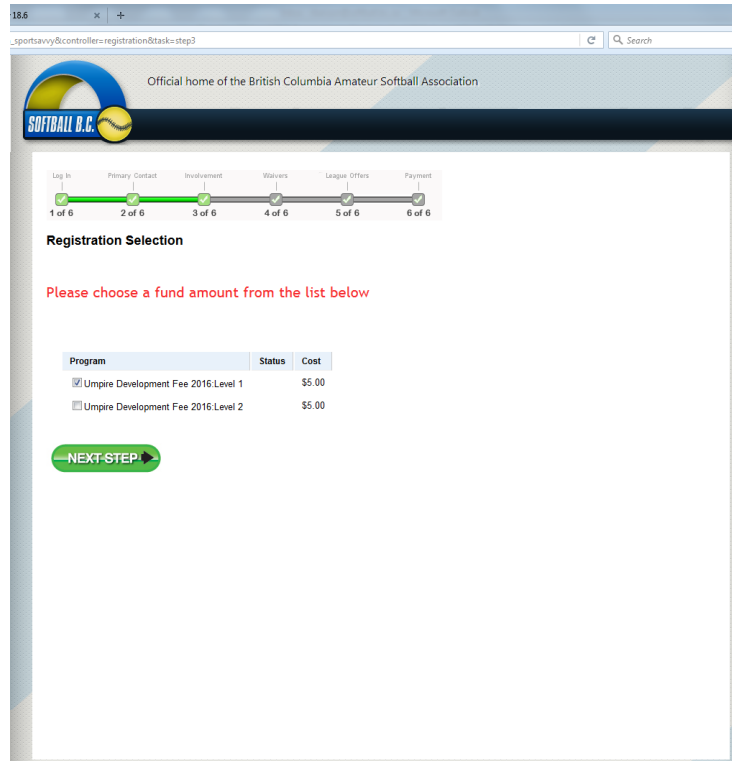 18.6 × +
_sportsavvy&controller=registration&task=step3
Search
Official home of the British Columbia Amateur Softball Association
SOFTBALL B.C.
Log In Primary Contact Involvement Waivers League Offers Payment
1 of 6 2 of 6 3 of 6 4 of 6 5 of 6 6 of 6
Registration Selection
Please choose a fund amount from the list below
Program Status Cost
Umpire Development Fee 2016:Level 1 $5.00
Umpire Development Fee 2016:Level 2 $5.00
NEXT STEP